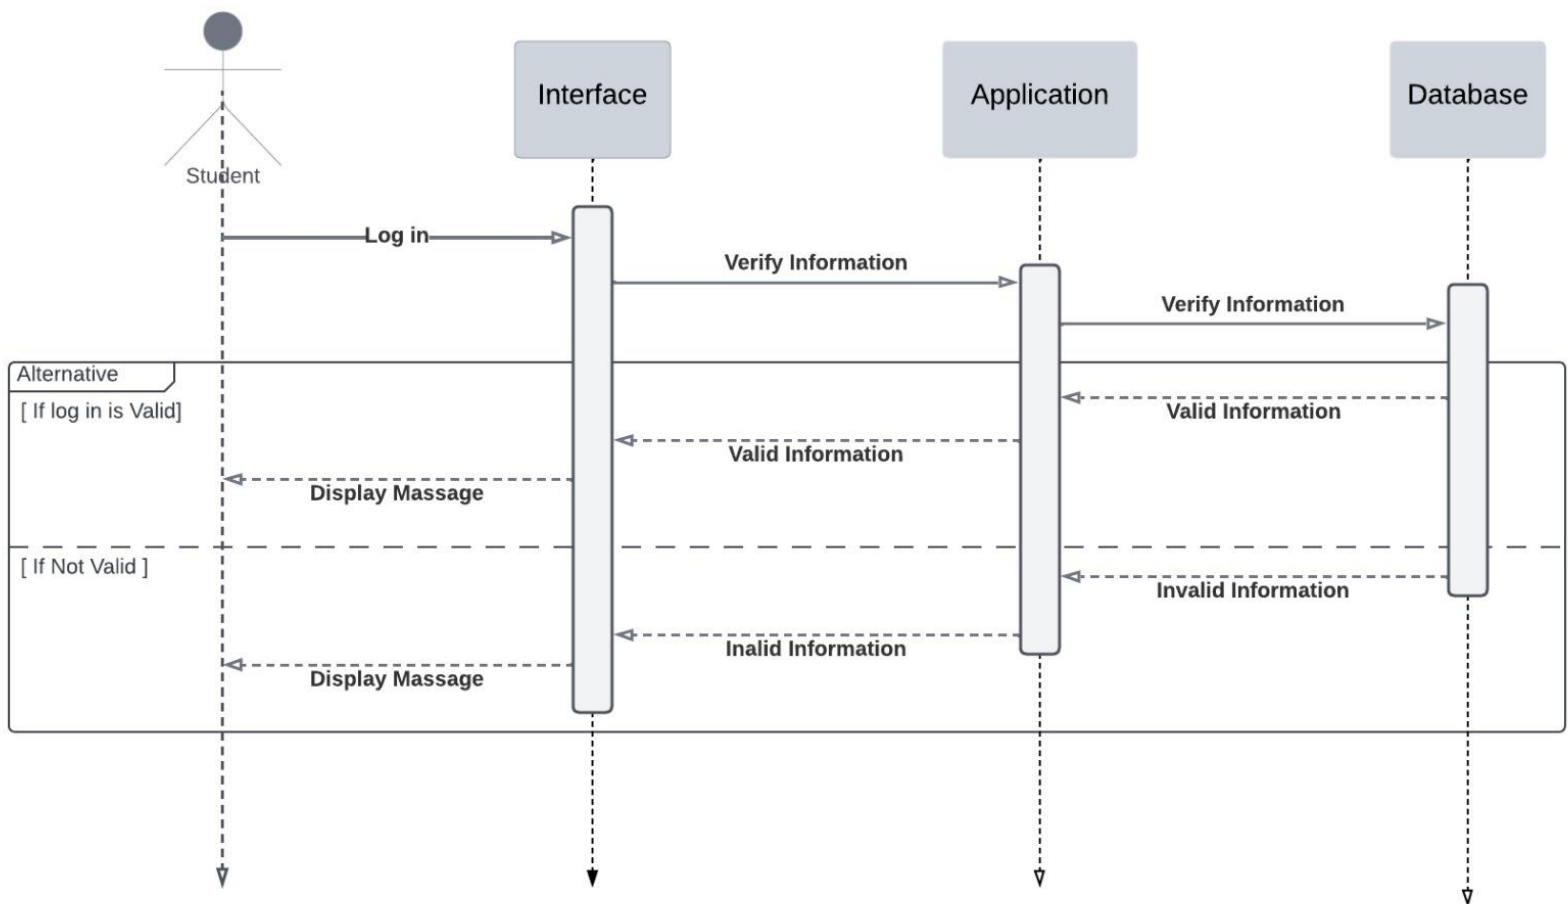 Interface
Application
Database
Student
Log in
Verify Information
Verify Information
Alternative
[ If log in is Valid]
Valid Information
Valid Information
Display Massage
[ If Not Valid ]
Invalid Information
Inalid Information
Display Massage